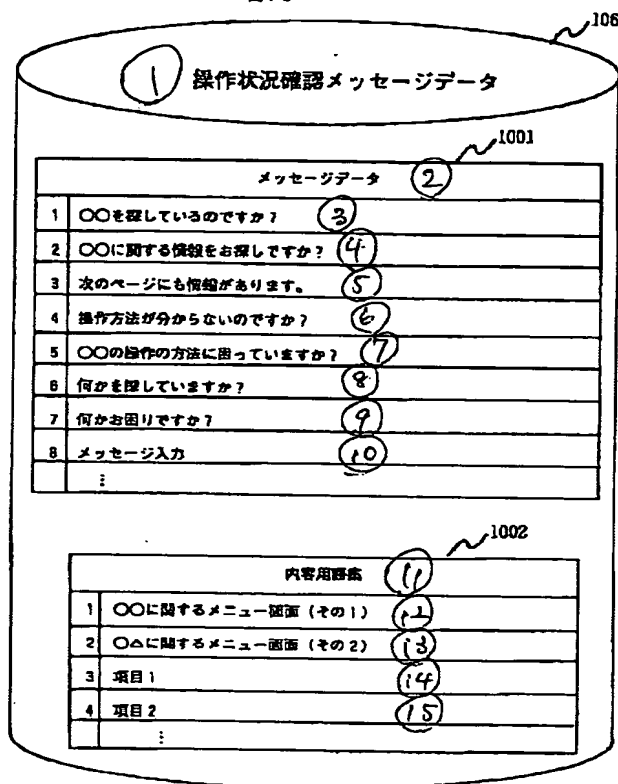 106
① 操作状況確認メッセージデータ
1001
メッセージデータ ②
1 〇〇を探しているのですか? ③
2 〇〇に関する情報をお探しですか? ④
3 次のページにも情報があります。 ⑤
4 操作方法が分からないのですか? ⑥
5 〇〇の操作の方法に困っていますか? ⑦
6 何かを探していますか? ⑧
7 何かお困りですか? ⑨
8 メッセージ入力 ⑩
⋮
1002
内容用語 ⑪
1 〇〇に関するメニュー画面(その1) ⑫
2 〇△に関するメニュー画面(その2) ⑬
3 項目1 ⑭
4 項目2 ⑮
⋮